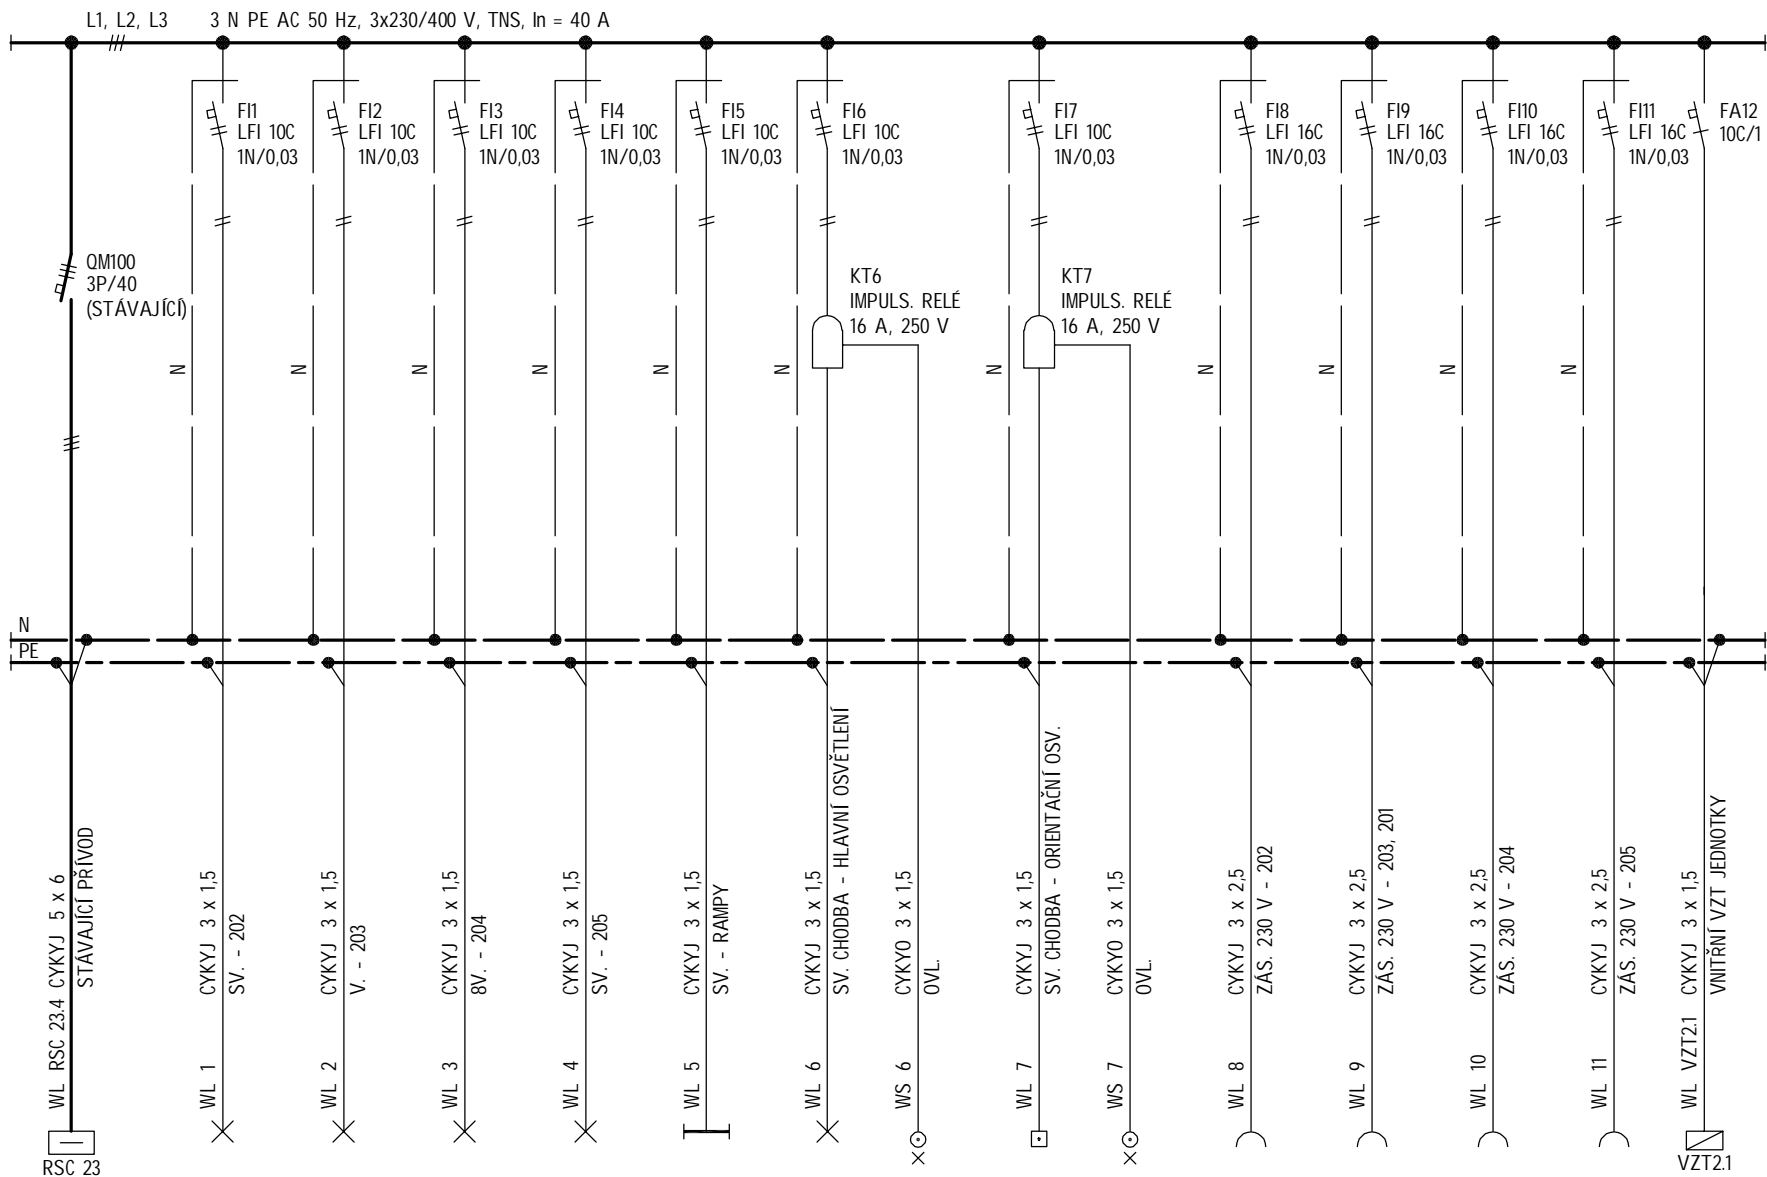 L1, L2, L3 3 N PE AC 50 Hz, 3x230/400 V, TNS, In = 40 A
FI1
LFI 10C
1N/0,03
FI2
LFI 10C
1N/0,03
FI3
LFI 10C
1N/0,03
FI4
LFI 10C
1N/0,03
FI5
LFI 10C
1N/0,03
FI6
LFI 10C
1N/0,03
FI7
LFI 10C
1N/0,03
FI8
LFI 16C
1N/0,03
FI9
LFI 16C
1N/0,03
FI10
LFI 16C
1N/0,03
FI11
LFI 16C
1N/0,03
FA12
10C/1
QM100
3P/40
(STÁVAJÍCÍ)
KT6
IMPULS. RELÉ
16 A, 250 V
KT7
IMPULS. RELÉ
16 A, 250 V
N
N
N
N
N
N
N
N
N
N
N
N
PE
WL RSC 23.4 CYKYJ 5 x 6
STÁVAJÍCÍ PŘÍVOD
WL 1 CYKYJ 3 x 1,5
SV. - 202
WL 2 CYKYJ 3 x 1,5
V. - 203
WL 3 CYKYJ 3 x 1,5
8V. - 204
WL 4 CYKYJ 3 x 1,5
SV. - 205
WL 5 CYKYJ 3 x 1,5
SV. - RAMPY
WL 6 CYKYJ 3 x 1,5
SV. CHODBA - HLAVNÍ OSVĚTLENÍ
WS 6 CYKYO 3 x 1,5
OVL.
WL 7 CYKYJ 3 x 1,5
SV. CHODBA - ORIENTAČNÍ OSV.
WS 7 CYKYO 3 x 1,5
OVL.
WL 8 CYKYJ 3 x 2,5
ZÁS. 230 V - 202
WL 9 CYKYJ 3 x 2,5
ZÁS. 230 V - 203, 201
WL 10 CYKYJ 3 x 2,5
ZÁS. 230 V - 204
WL 11 CYKYJ 3 x 2,5
ZÁS. 230 V - 205
WL VZT2.1 CYKYJ 3 x 1,5
VNITŘNÍ VZT JEDNOTKY
RSC 23
VZT2.1